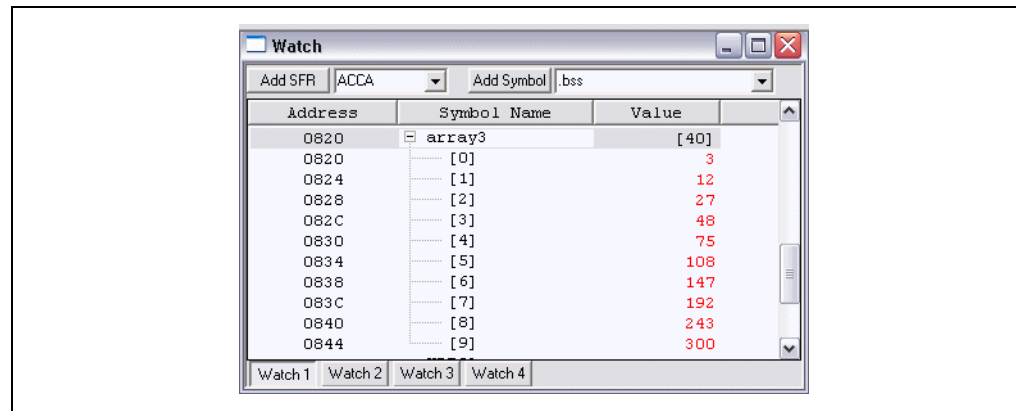 Watch
Add SFR ACCA Add Symbol .bss
Address Symbol Name Value
0820 array3 [40]
0820 [0] 3
0824 [1] 12
0828 [2] 27
082C [3] 48
0830 [4] 75
0834 [5] 108
0838 [6] 147
083C [7] 192
0840 [8] 243
0844 [9] 300
Watch 1 Watch 2 Watch 3 Watch 4